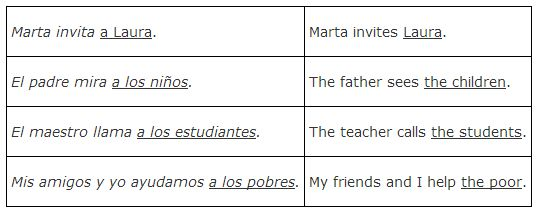 Marta invita a Laura. Marta invites Laura.
El padre mira a los niños. The father sees the children.
El maestro llama a los estudiantes. The teacher calls the students.
Mis amigos y yo ayudamos a los pobres. My friends and I help the poor.